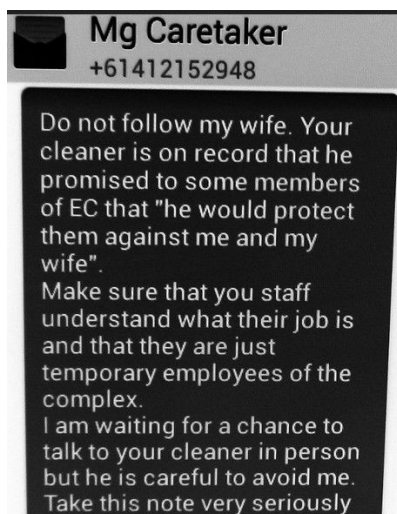 Mg Caretaker
+61412152948
Do not follow my wife. Your
cleaner is on record that he
promised to some members
of EC that "he would protect
them against me and my
wife".
Make sure that you staff
understand what their job is
and that they are just
temporary employees of the
complex.
I am waiting for a chance to
talk to your cleaner in person
but he is careful to avoid me.
Take this note very seriously